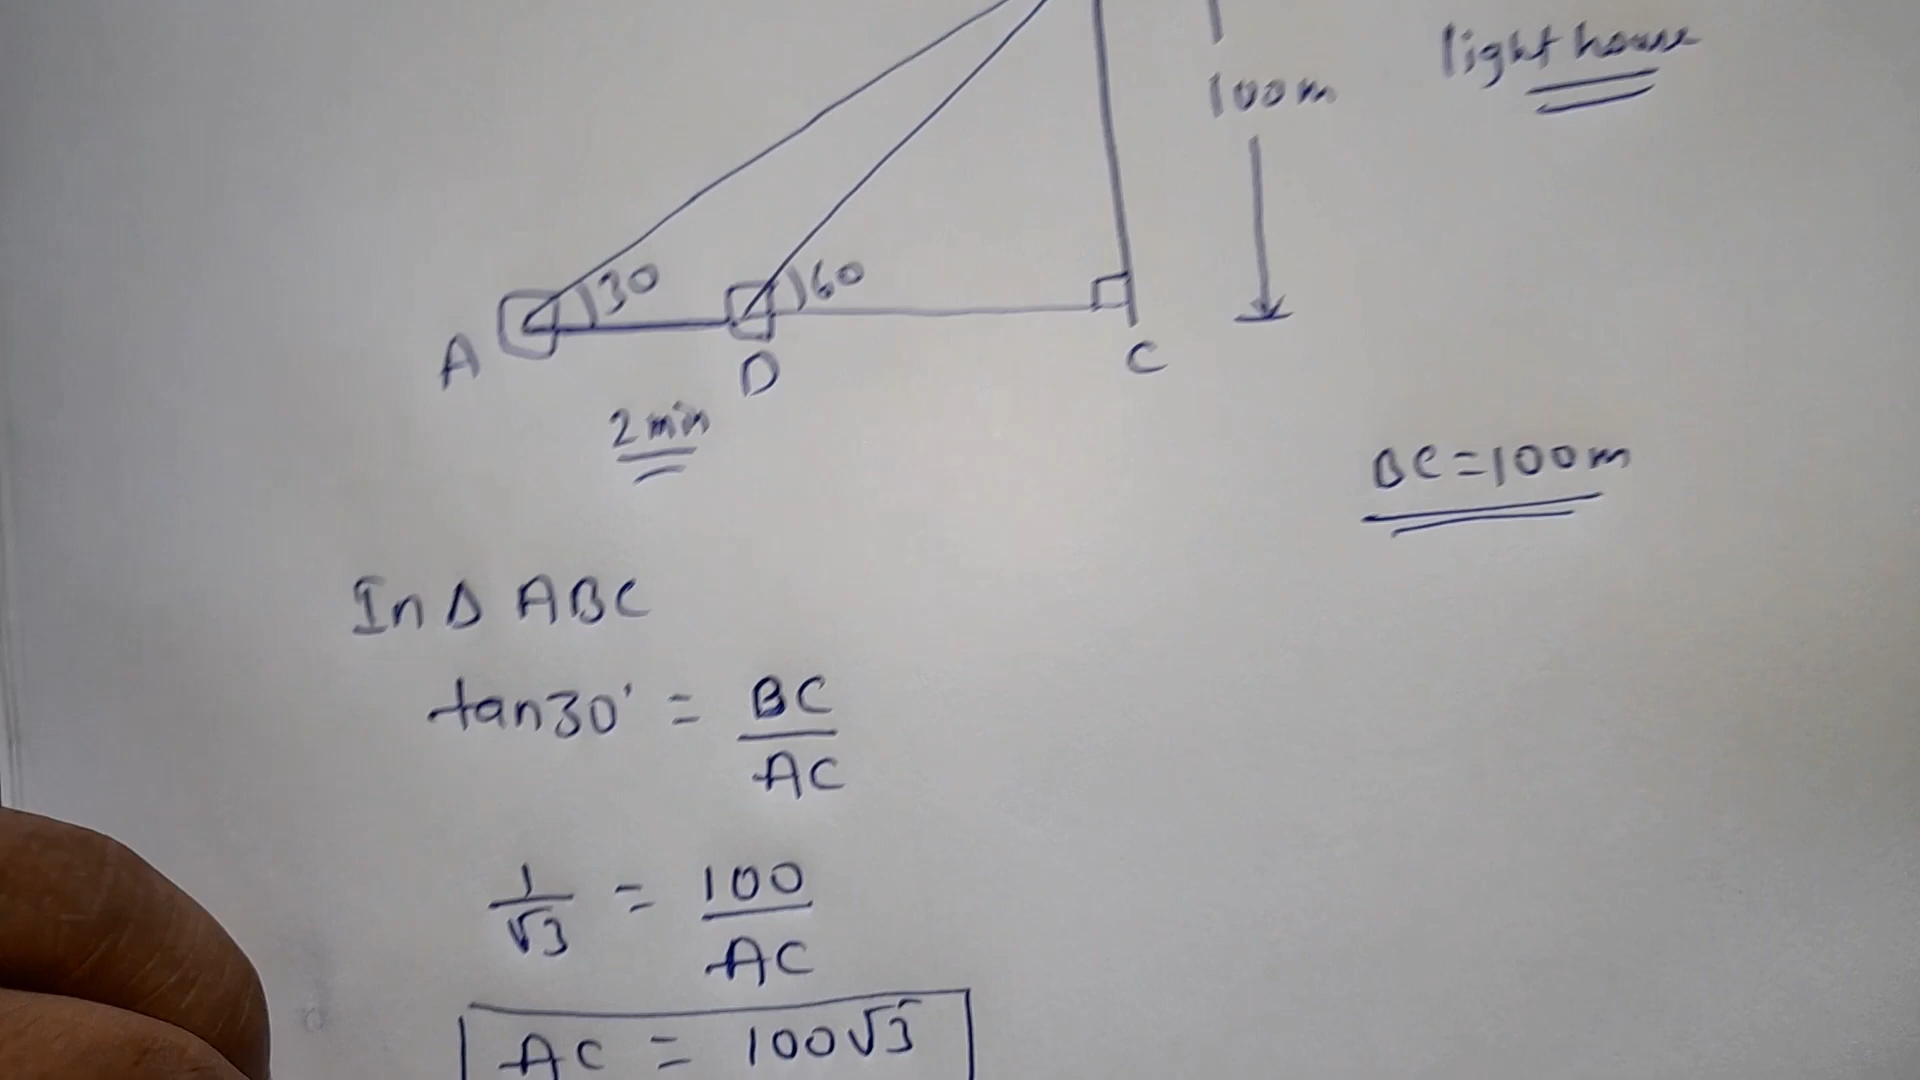 light house
100m
30
60
A
D
C
2 min
BC=100m
In Δ ABC
tan30° = BC
AC
1
√3
= 100
AC
AC = 100√3